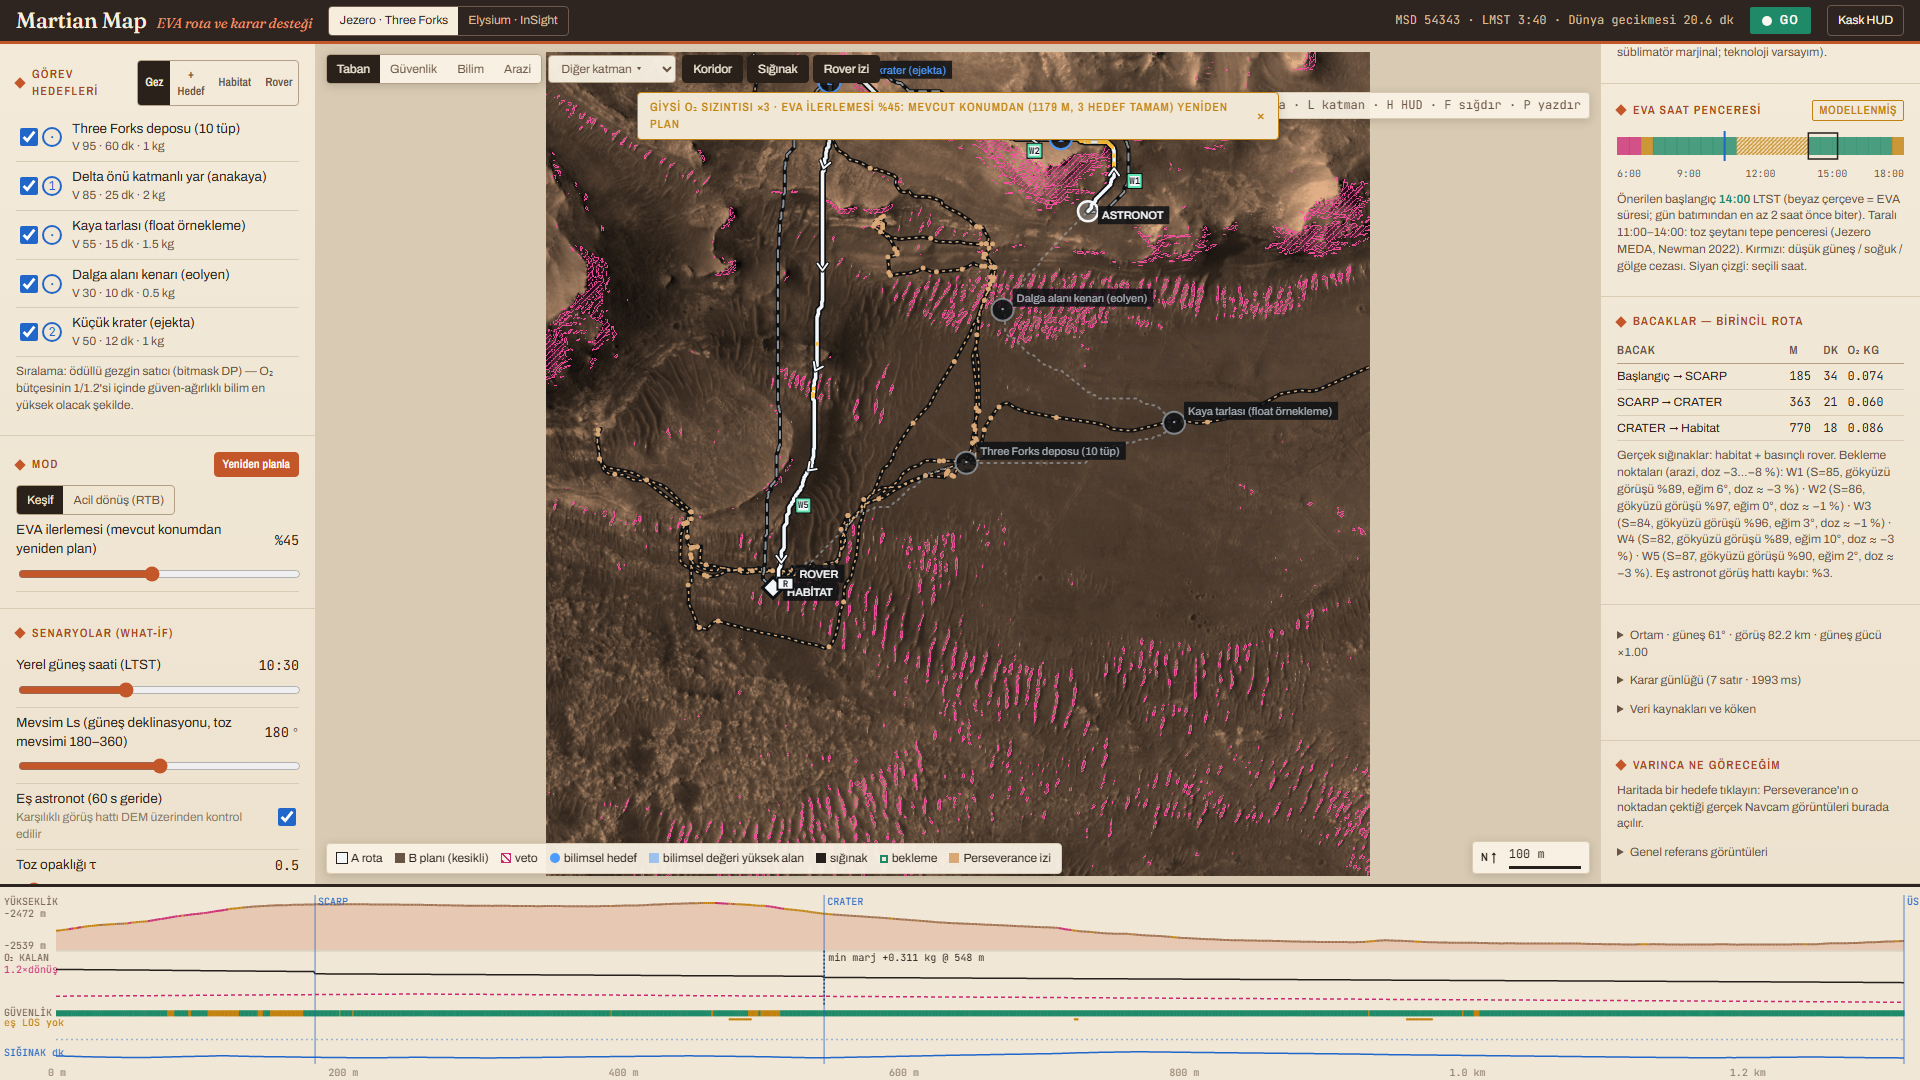 Martian Map EVA rota ve karar desteği
Jezero · Three Forks
Elysium · InSight
MSD 54343 · LMST 3:40 · Dünya gecikmesi 20.6 dk
GO
Kask HUD
GÖREV HEDEFLERİ
Gez
+ Hedef
Habitat
Rover
Three Forks deposu (10 tüp)
V 95 · 60 dk · 1 kg
1
Delta önü katmanlı yar (anakaya)
V 85 · 25 dk · 2 kg
Kaya tarlası (float örnekleme)
V 55 · 15 dk · 1.5 kg
Dalga alanı kenarı (eolyen)
V 30 · 10 dk · 0.5 kg
2
Küçük krater (ejekta)
V 50 · 12 dk · 1 kg
Sıralama: ödüllü gezgin satıcı (bitmask DP) — O₂
bütçesinin 1/1.2'si içinde güven-ağırlıklı bilim en
yüksek olacak şekilde.
MOD
Yeniden planla
Keşif
Acil dönüş (RTB)
EVA ilerlemesi (mevcut konumdan
yeniden plan)
%45
SENARYOLAR (WHAT-İF)
Yerel güneş saati (LTST)
10:30
Mevsim Ls (güneş deklinasyonu, toz
mevsimi 180–360)
180 °
Eş astronot (60 s geride)
Karşılıklı görüş hattı DEM üzerinden kontrol
edilir
Toz opaklığı τ
0.5
Taban
Güvenlik
Bilim
Arazi
Diğer katman
Koridor
Sığınak
Rover izi
krater (ejekta)
GİYSİ O₂ SIZINTISI ×3 · EVA İLERLEMESİ %45: MEVCUT KONUMDAN (1179 M, 3 HEDEF TAMAM) YENİDEN
PLAN
×
a · L katman · H HUD · F sığdır · P yazdır
W2
W1
ASTRONOT
Dalga alanı kenarı (eolyen)
Kaya tarlası (float örnekleme)
Three Forks deposu (10 tüp)
W5
R
ROVER
HABİTAT
A rota
B planı (kesikli)
veto
bilimsel hedef
bilimsel değeri yüksek alan
sığınak
bekleme
Perseverance izi
N↑
100 m
süblimatör marjinal; teknoloji varsayım).
EVA SAAT PENCERESİ
MODELLENMİŞ
6:00 9:00 12:00 15:00 18:00
Önerilen başlangıç 14:00 LTST (beyaz çerçeve = EVA
süresi; gün batımından en az 2 saat önce biter). Taralı
11:00–14:00: toz şeytanı tepe penceresi (Jezero
MEDA, Newman 2022). Kırmızı: düşük güneş / soğuk /
gölge cezası. Siyan çizgi: seçili saat.
BACAKLAR — BİRİNCİL ROTA
BACAK M DK O₂ KG
Başlangıç → SCARP 185 34 0.074
SCARP → CRATER 363 21 0.060
CRATER → Habitat 770 18 0.086
Gerçek sığınaklar: habitat + basınçlı rover. Bekleme
noktaları (arazi, doz −3…−8 %): W1 (S=85, gökyüzü
görüşü %89, eğim 6°, doz ≈ −3 %) · W2 (S=86,
gökyüzü görüşü %97, eğim 0°, doz ≈ −1 %) · W3
(S=84, gökyüzü görüşü %96, eğim 3°, doz ≈ −1 %) ·
W4 (S=82, gökyüzü görüşü %89, eğim 10°, doz ≈ −3
%) · W5 (S=87, gökyüzü görüşü %90, eğim 2°, doz ≈
−3 %). Eş astronot görüş hattı kaybı: %3.
Ortam · güneş 61° · görüş 82.2 km · güneş gücü
×1.00
Karar günlüğü (7 satır · 1993 ms)
Veri kaynakları ve köken
VARINCA NE GÖRECEĞİM
Haritada bir hedefe tıklayın: Perseverance'ın o
noktadan çektiği gerçek Navcam görüntüleri burada
açılır.
Genel referans görüntüleri
YÜKSEKLİK
-2472 m
-2539 m
SCARP
CRATER
ÜS
O₂ KALAN
1.2×dönüş
min marj +0.311 kg @ 548 m
GÜVENLİK
eş LOS yok
SIĞINAK dk
0 m 200 m 400 m 600 m 800 m 1.0 km 1.2 km